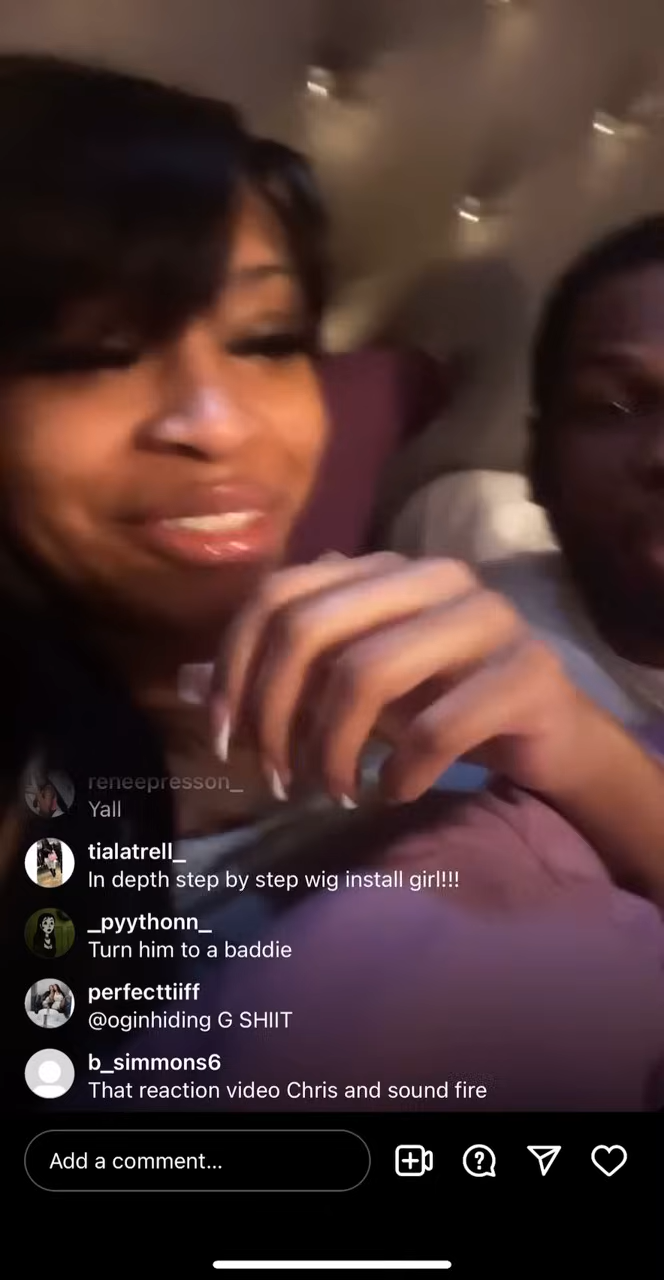 reneepresson_
Yall
tialatrell_
In depth step by step wig install girl!!!
_pyythonn_
Turn him to a baddie
perfecttiiff
@oginhiding G SHIIT
b_simmons6
That reaction video Chris and sound fire
Add a comment...